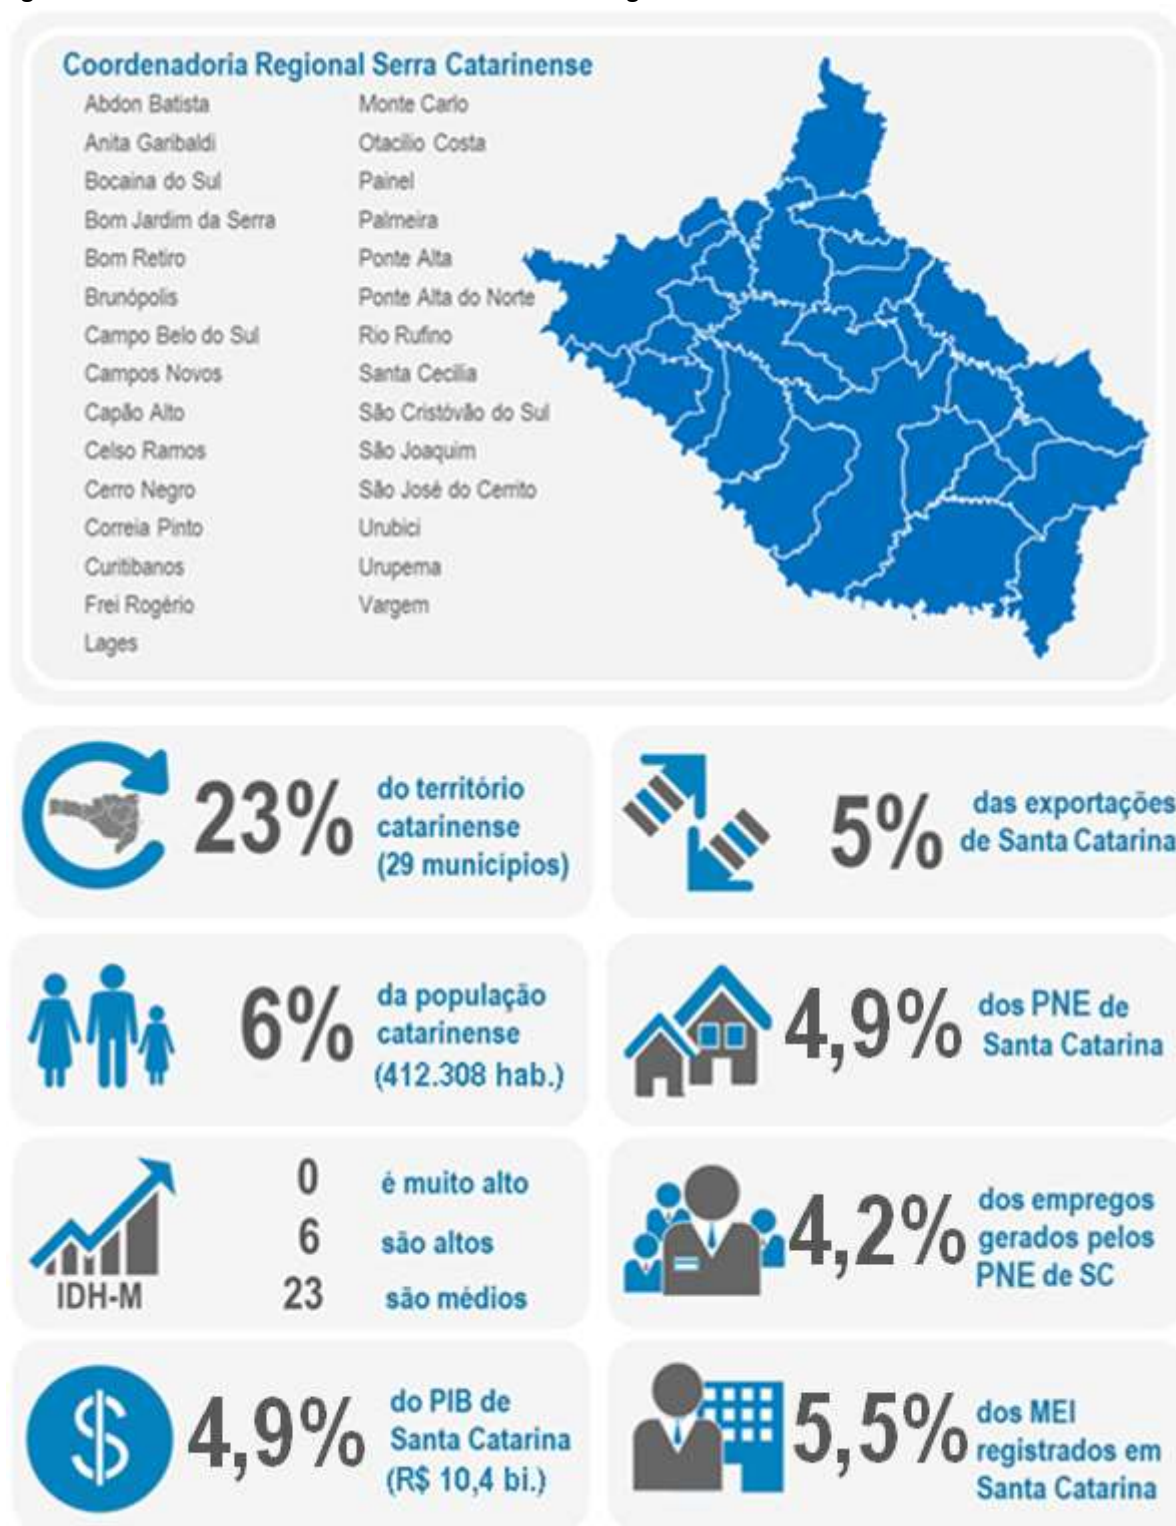 Coordenadoria Regional Serra Catarinense
Abdon Batista
Anita Garibaldi
Bocaina do Sul
Bom Jardim da Serra
Bom Retiro
Brunópolis
Campo Belo do Sul
Campos Novos
Capão Alto
Celso Ramos
Cerro Negro
Correia Pinto
Curitibanos
Frei Rogério
Lages
Monte Carlo
Otacilio Costa
Painel
Palmeira
Ponte Alta
Ponte Alta do Norte
Rio Rufino
Santa Cecília
São Cristóvão do Sul
São Joaquim
São José do Cerrito
Urubici
Urupema
Vargem
23%
do território
catarinense
(29 municípios)
5%
das exportações
de Santa Catarina
6%
da população
catarinense
(412.308 hab.)
4,9%
dos PNE de
Santa Catarina
IDH-M
0 é muito alto
6 são altos
23 são médios
4,2%
dos empregos
gerados pelos
PNE de SC
$
4,9%
do PIB de
Santa Catarina
(R$ 10,4 bi.)
5,5%
dos MEI
registrados em
Santa Catarina